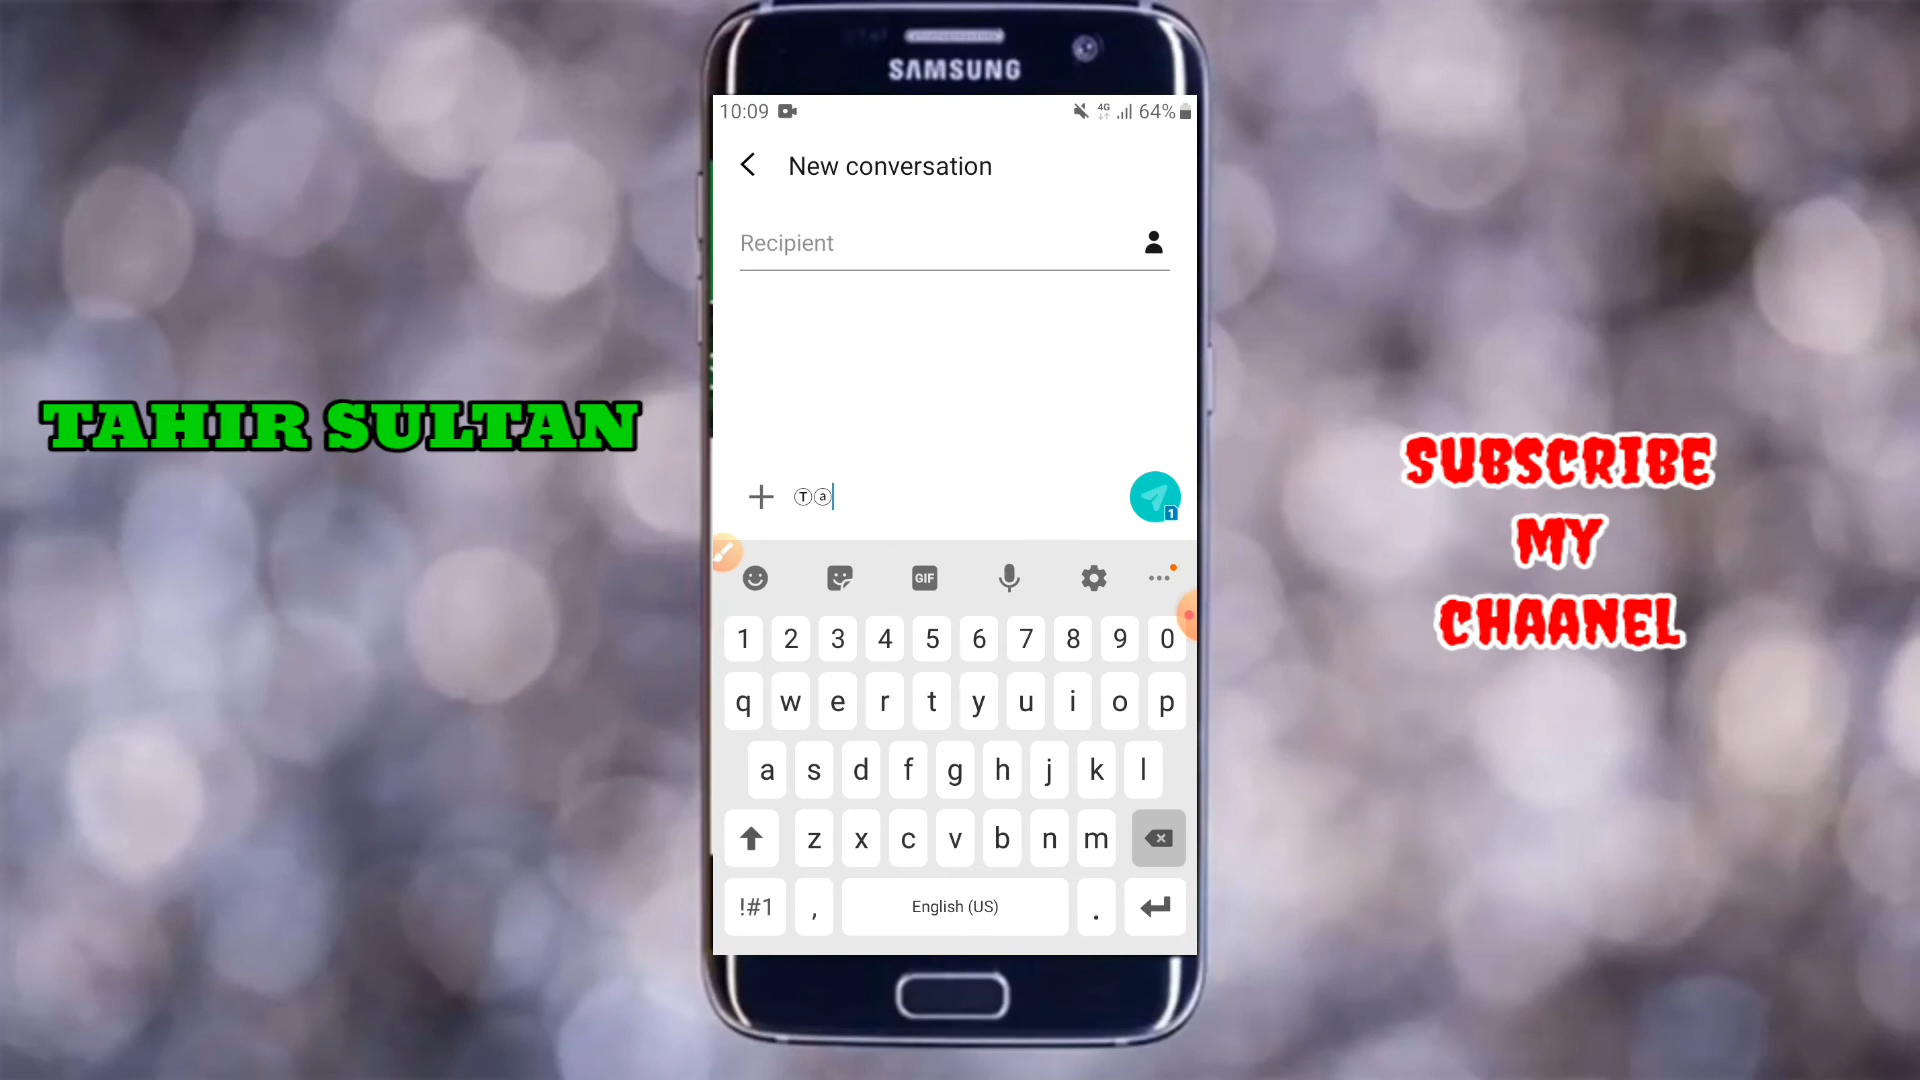 SAMSUNG
10:09 4G 64%
New conversation
Recipient
Ⓣⓐ
1
TAHIR SULTAN
SUBSCRIBE
MY
CHAANEL
GIF
1 2 3 4 5 6 7 8 9 0
q w e r t y u i o p
a s d f g h j k l
z x c v b n m
!#1 , English (US) .